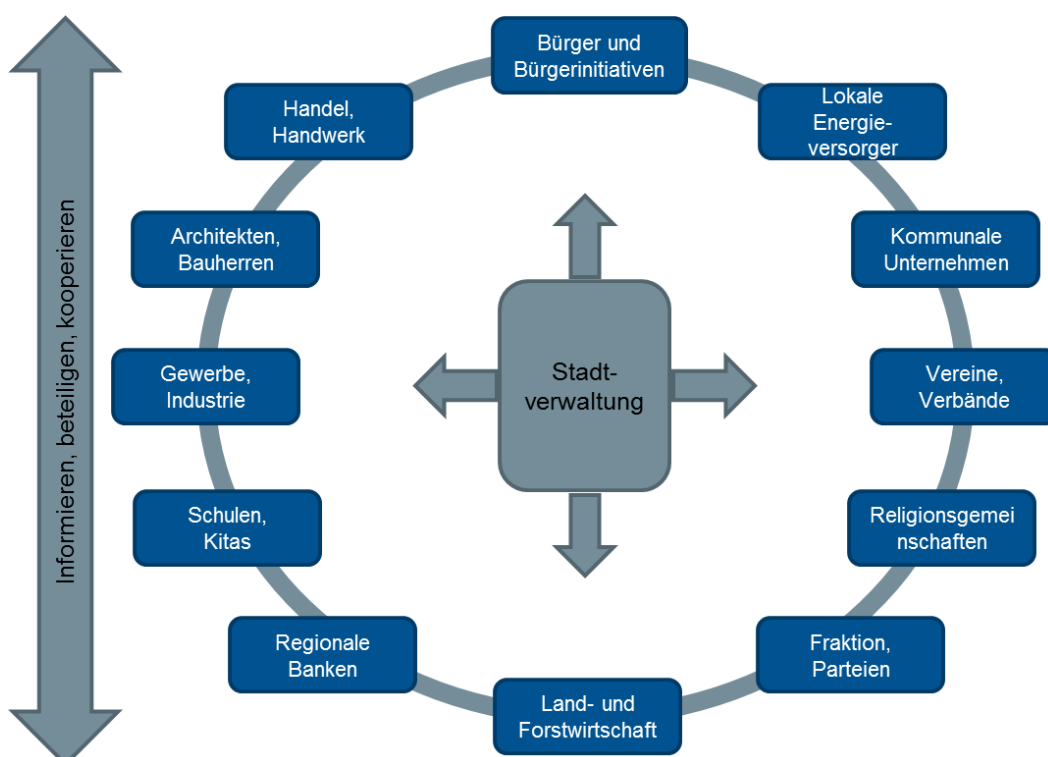 Informieren, beteiligen, kooperieren
Bürger und
Bürgerinitiativen
Lokale
Energie-
versorger
Kommunale
Unternehmen
Vereine,
Verbände
Religionsgemei
nschaften
Fraktion,
Parteien
Land- und
Forstwirtschaft
Regionale
Banken
Schulen,
Kitas
Gewerbe,
Industrie
Architekten,
Bauherren
Handel,
Handwerk
Stadt-
verwaltung